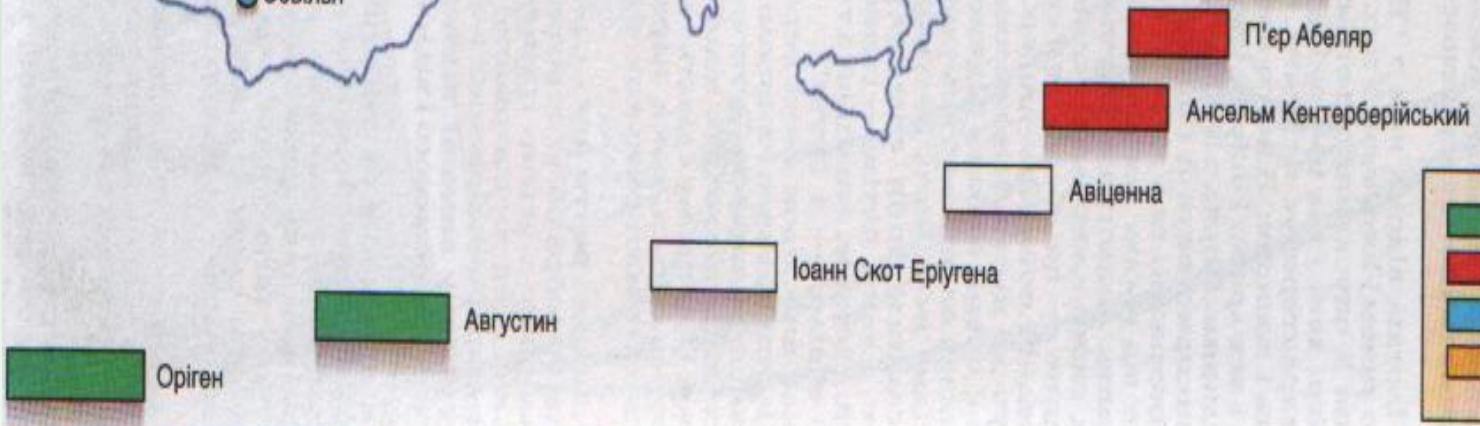 П'єр Абеляр
Ансельм Кентерберійський
Авіценна
Іоанн Скот Еріугена
Августин
Оріген